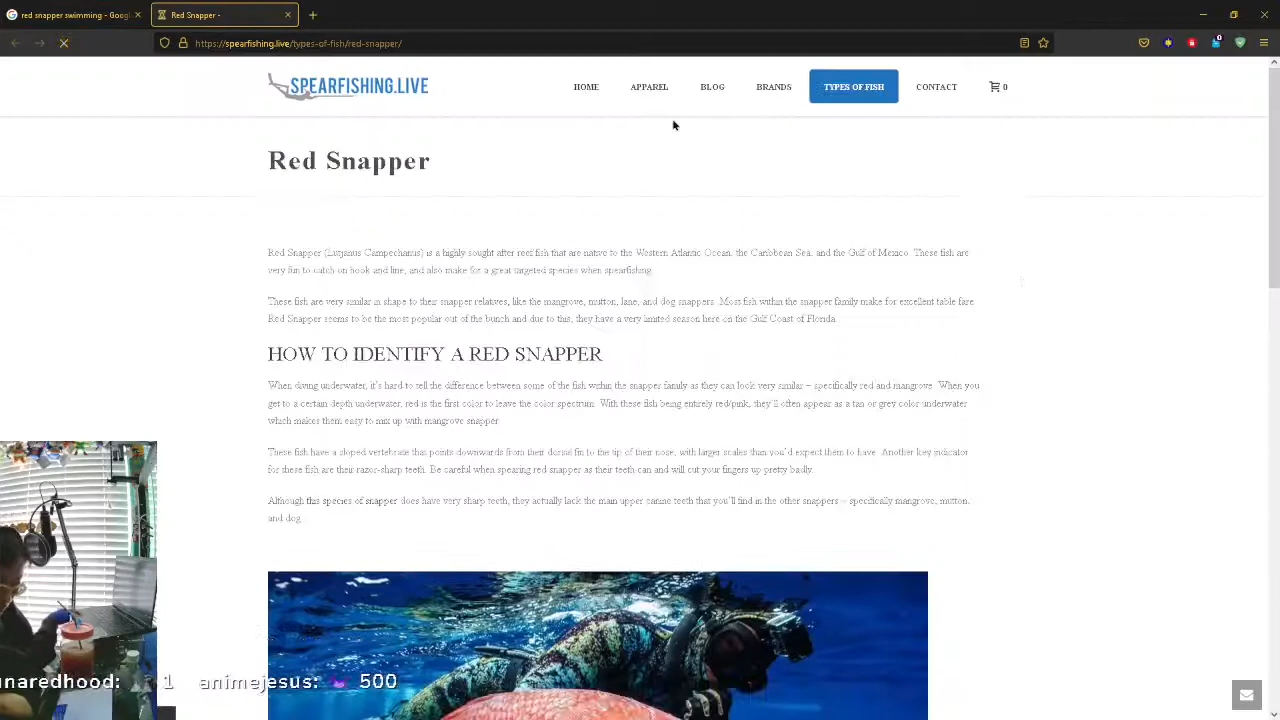 red snapper swimming - Googl
Red Snapper -
https://spearfishing.live/types-of-fish/red-snapper/
SPEARFISHING.LIVE
HOME
APPAREL
BLOG
BRANDS
TYPES OF FISH
CONTACT
0
Red Snapper
Red Snapper (Lutjanus Campechanus) is a highly sought after reef fish that are native to the Western Atlantic Ocean, the Caribbean Sea, and the Gulf of Mexico. These fish are
very fun to catch on hook and line, and also make for a great targeted species when spearfishing.
These fish are very similar in shape to their snapper relatives, like the mangrove, mutton, lane, and dog snappers. Most fish within the snapper family make for excellent table fare.
Red Snapper seems to be the most popular out of the bunch and due to this, they have a very limited season here on the Gulf Coast of Florida.
HOW TO IDENTIFY A RED SNAPPER
When diving underwater, it's hard to tell the difference between some of the fish within the snapper family as they can look very similar – specifically red and mangrove. When you
get to a certain depth underwater, red is the first color to leave the color spectrum. With these fish being entirely red/pink, they'll often appear as a tan or grey color underwater
which makes them easy to mix up with mangrove snapper.
These fish have a sloped vertebrate that points downwards from their dorsal fin to the tip of their nose, with larger scales than you'd expect them to have. Another key indicator
for these fish are their razor-sharp teeth. Be careful when spearing red snapper as their teeth can and will cut your fingers up pretty badly.
Although this species of snapper does have very sharp teeth, they actually lack the main upper canine teeth that you'll find in the other snappers – specifically mangrove, mutton,
and dog.
unaredhood: 1 animejesus: 500